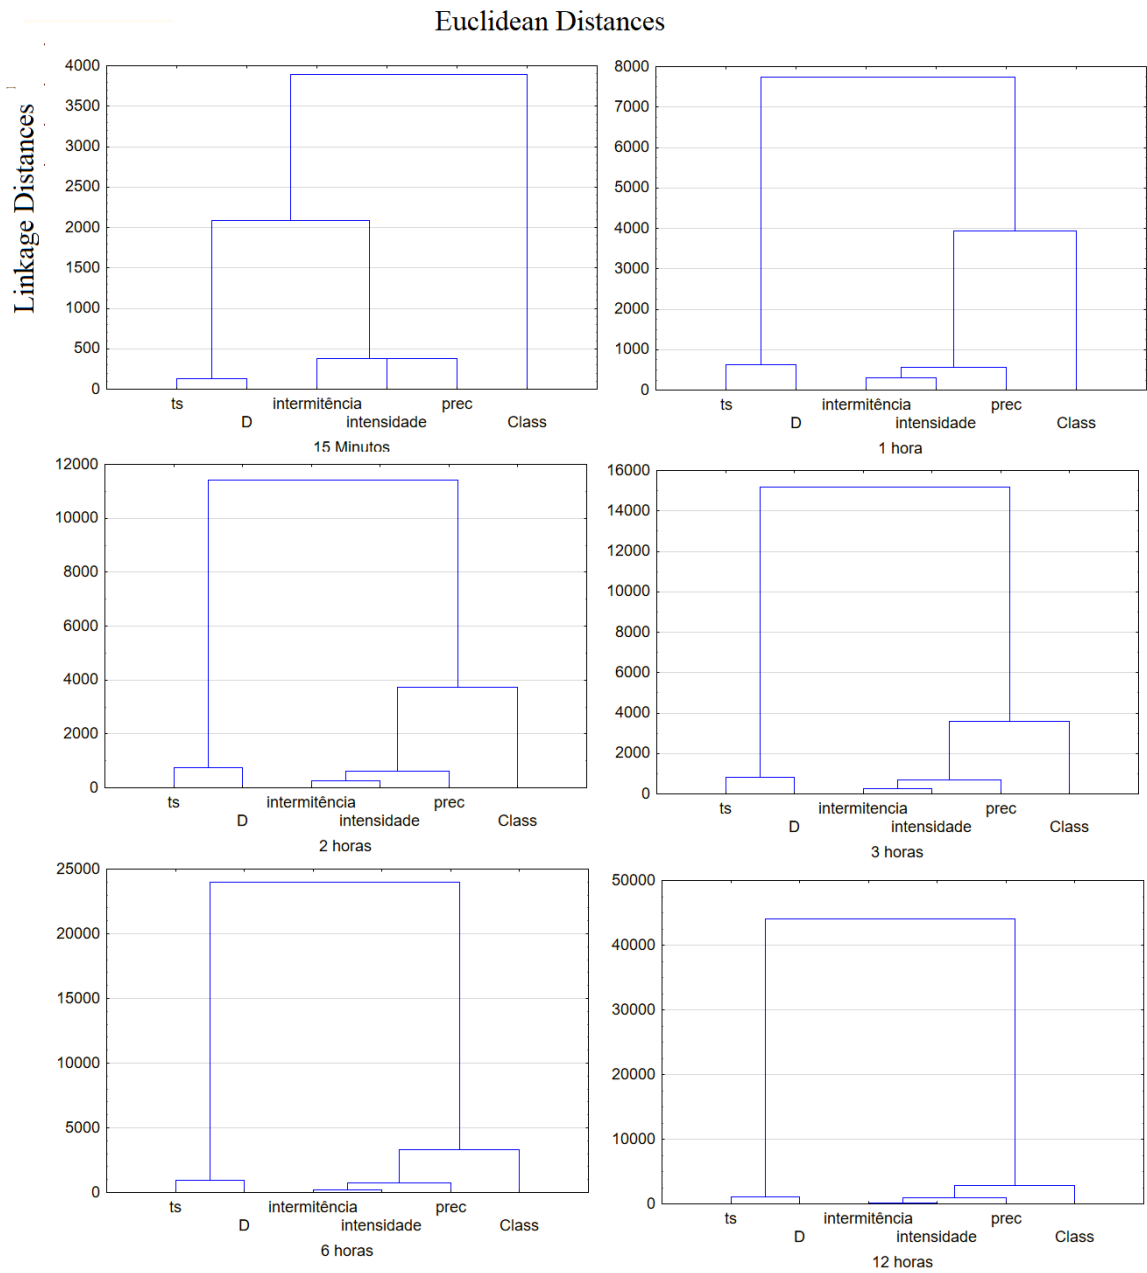 Euclidean Distances
Linkage Distances
4000
3500
3000
2500
2000
1500
1000
500
0
ts
intermitência
prec
D
intensidade
Class
15 Minutos
8000
7000
6000
5000
4000
3000
2000
1000
0
ts
intermitência
prec
D
intensidade
Class
1 hora
12000
10000
8000
6000
4000
2000
0
ts
intermitência
prec
D
intensidade
Class
2 horas
16000
14000
12000
10000
8000
6000
4000
2000
0
ts
intermitencia
prec
D
intensidade
Class
3 horas
25000
20000
15000
10000
5000
0
ts
intermitência
prec
D
intensidade
Class
6 horas
50000
40000
30000
20000
10000
0
ts
intermitência
prec
D
intensidade
Class
12 horas